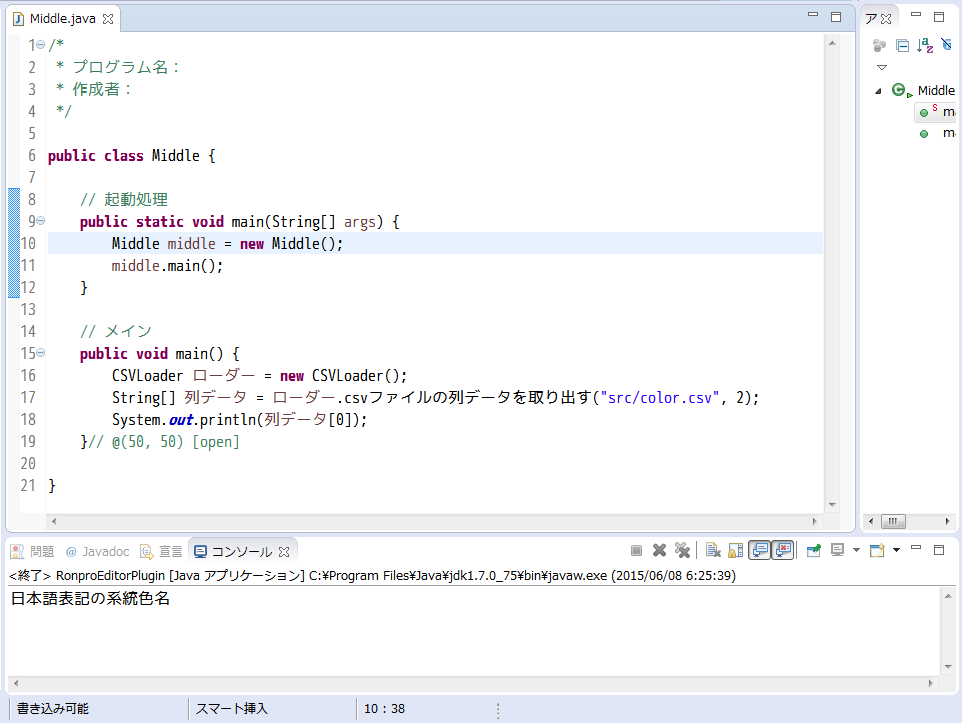 Middle.java
1 /*
2  * プログラム名：
3  * 作成者：
4  */
5
6 public class Middle {
7
8     // 起動処理
9     public static void main(String[] args) {
10         Middle middle = new Middle();
11         middle.main();
12     }
13
14     // メイン
15     public void main() {
16         CSVLoader ローダー = new CSVLoader();
17         String[] 列データ = ローダー.csvファイルの列データを取り出す("src/color.csv", 2);
18         System.out.println(列データ[0]);
19     }// @(50, 50) [open]
20
21 }
ア
Middle
S ma
ma
問題 @ Javadoc 宣言 コンソール
<終了> RonproEditorPlugin [Java アプリケーション] C:¥Program Files¥Java¥jdk1.7.0_75¥bin¥javaw.exe (2015/06/08 6:25:39)
日本語表記の系統色名
書き込み可能 スマート挿入 10 : 38